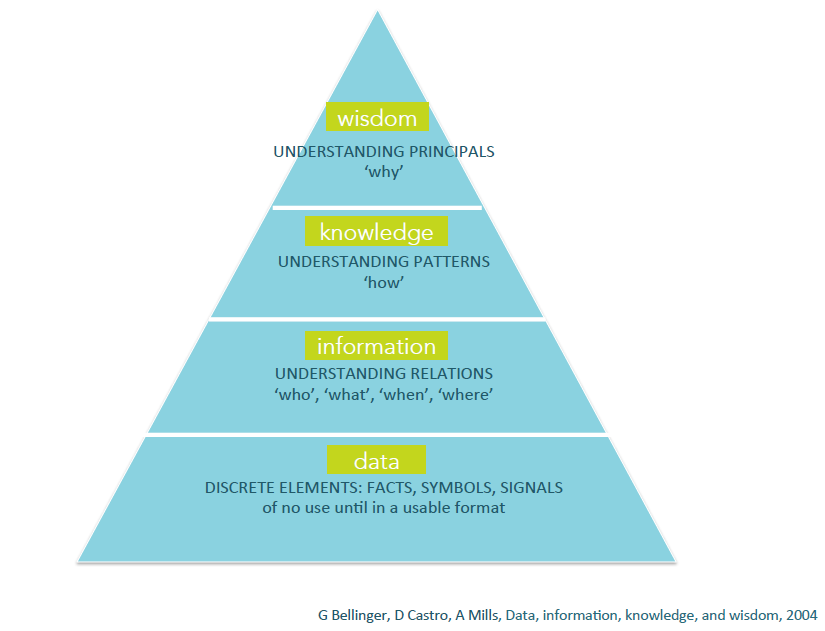 wisdom
UNDERSTANDING PRINCIPALS
‘why’
knowledge
UNDERSTANDING PATTERNS
‘how’
information
UNDERSTANDING RELATIONS
‘who’, ‘what’, ‘when’, ‘where’
data
DISCRETE ELEMENTS: FACTS, SYMBOLS, SIGNALS
of no use until in a usable format
G Bellinger, D Castro, A Mills, Data, information, knowledge, and wisdom, 2004